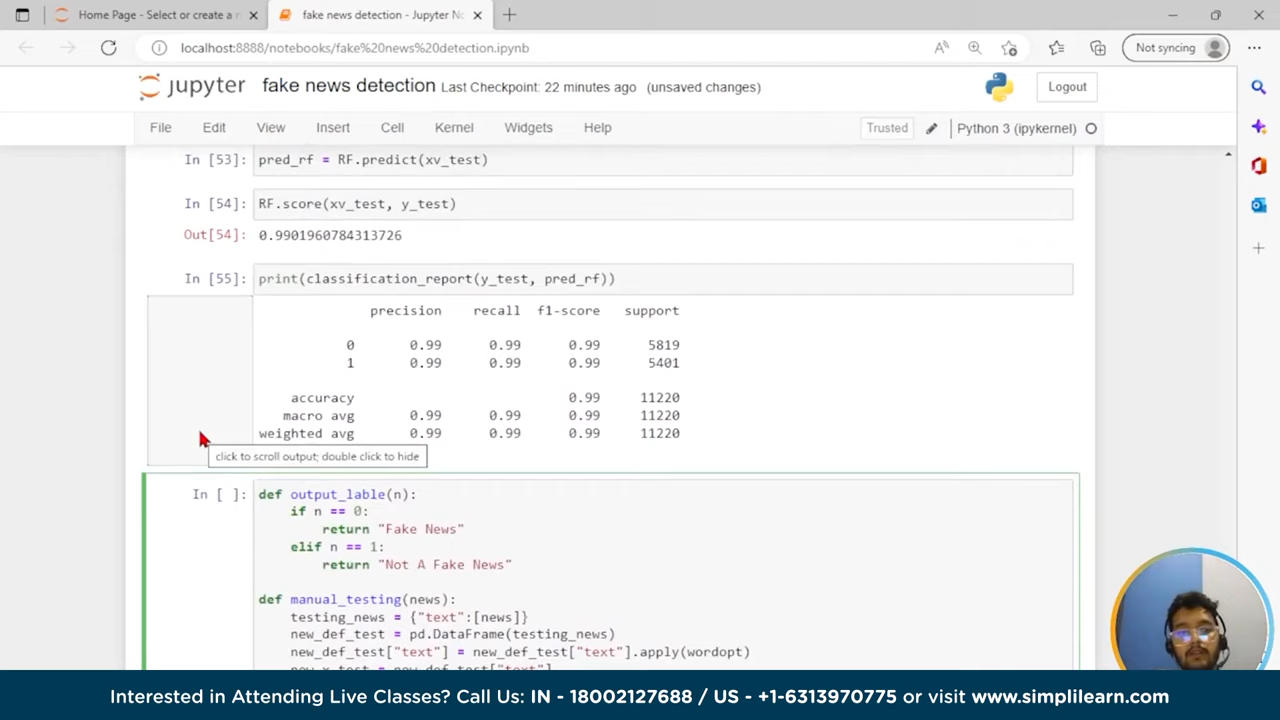 Home Page - Select or create a n
fake news detection - Jupyter No
localhost:8888/notebooks/fake%20news%20detection.ipynb
Not syncing
jupyter fake news detection Last Checkpoint: 22 minutes ago (unsaved changes)
Logout
File Edit View Insert Cell Kernel Widgets Help
Trusted Python 3 (ipykernel)
In [53]: pred_rf = RF.predict(xv_test)
In [54]: RF.score(xv_test, y_test)
Out[54]: 0.9901960784313726
In [55]: print(classification_report(y_test, pred_rf))
precision recall f1-score support
0 0.99 0.99 0.99 5819
1 0.99 0.99 0.99 5401
accuracy 0.99 11220
macro avg 0.99 0.99 0.99 11220
weighted avg 0.99 0.99 0.99 11220
click to scroll output; double click to hide
In [ ]: def output_lable(n):
if n == 0:
return "Fake News"
elif n == 1:
return "Not A Fake News"
def manual_testing(news):
testing_news = {"text":[news]}
new_def_test = pd.DataFrame(testing_news)
new_def_test["text"] = new_def_test["text"].apply(wordopt)
new_x_test = new_def_test["text"]
Interested in Attending Live Classes? Call Us: IN - 18002127688 / US - +1-6313970775 or visit www.simplilearn.com